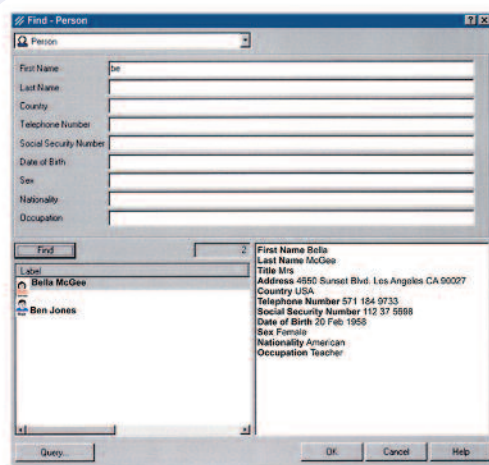 Find - Person
Person
First Name be
Last Name
Country
Telephone Number
Social Security Number
Date of Birth
Sex
Nationality
Occupation
Find 2
Label
Bella McGee
Ben Jones
First Name Bella
Last Name McGee
Title Mrs
Address 4650 Sunset Blvd. Los Angeles CA 90027
Country USA
Telephone Number 571 184 9733
Social Security Number 112 37 5598
Date of Birth 20 Feb 1958
Sex Female
Nationality American
Occupation Teacher
Query... OK Cancel Help